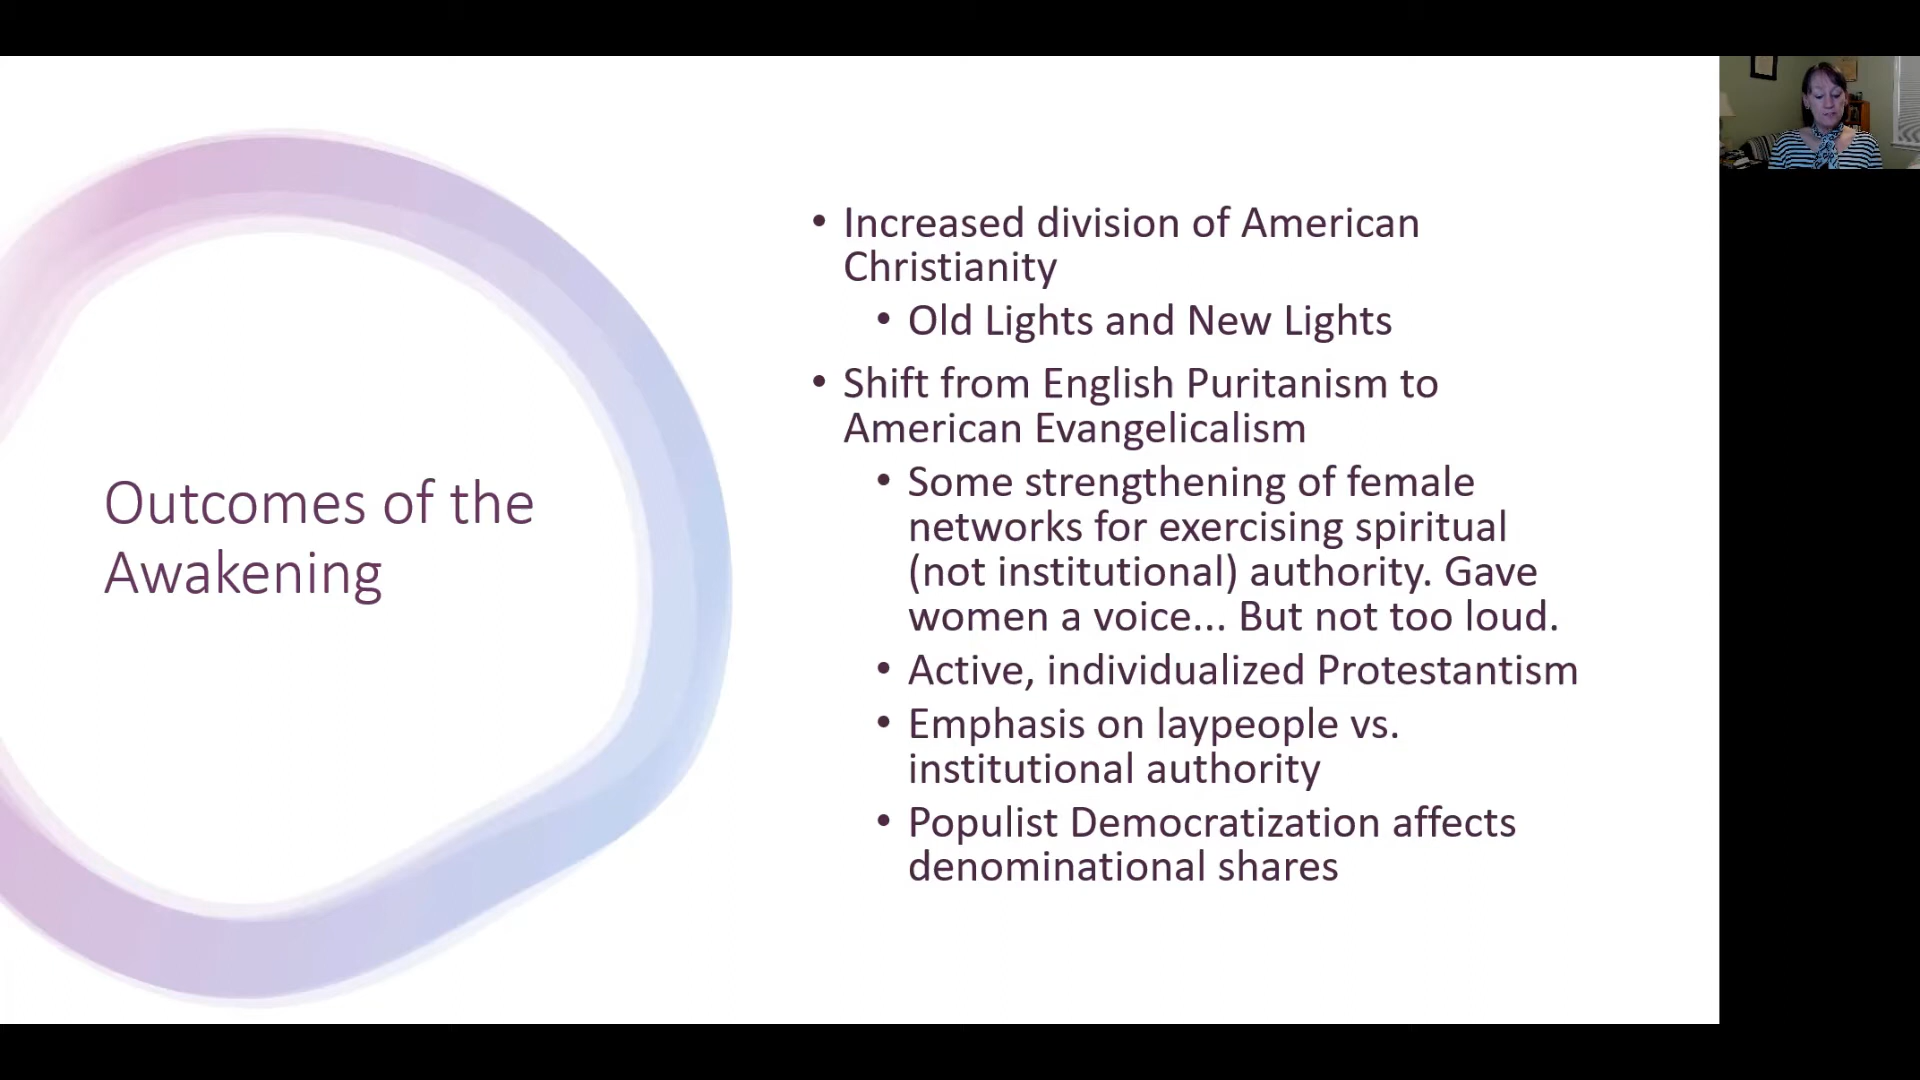 Outcomes of the
Awakening
• Increased division of American
Christianity
• Old Lights and New Lights
• Shift from English Puritanism to
American Evangelicalism
• Some strengthening of female
networks for exercising spiritual
(not institutional) authority. Gave
women a voice... But not too loud.
• Active, individualized Protestantism
• Emphasis on laypeople vs.
institutional authority
• Populist Democratization affects
denominational shares